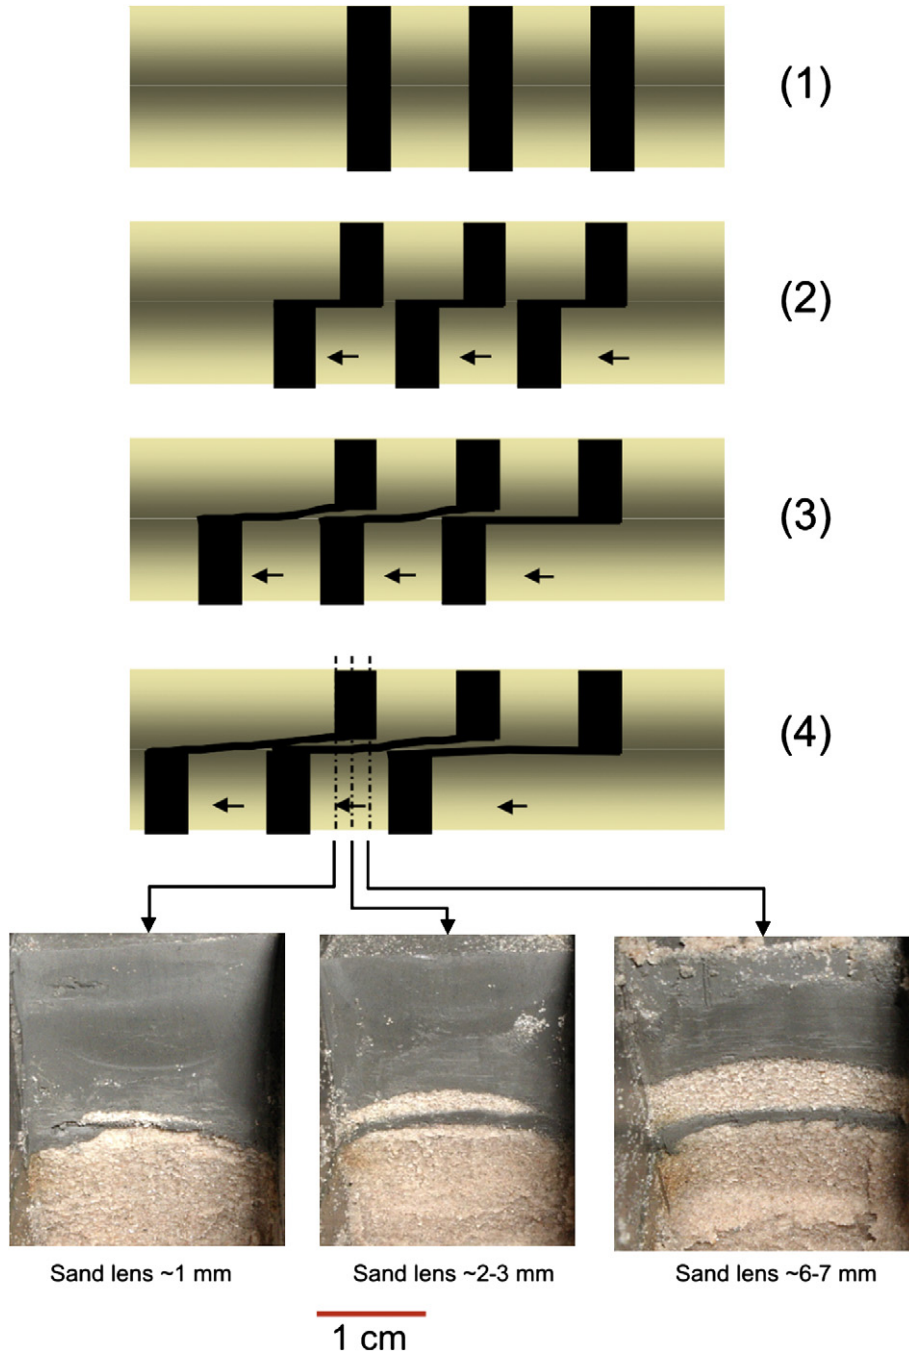 (1)
(2)
(3)
(4)
Sand lens ~1 mm
Sand lens ~2-3 mm
Sand lens ~6-7 mm
1 cm